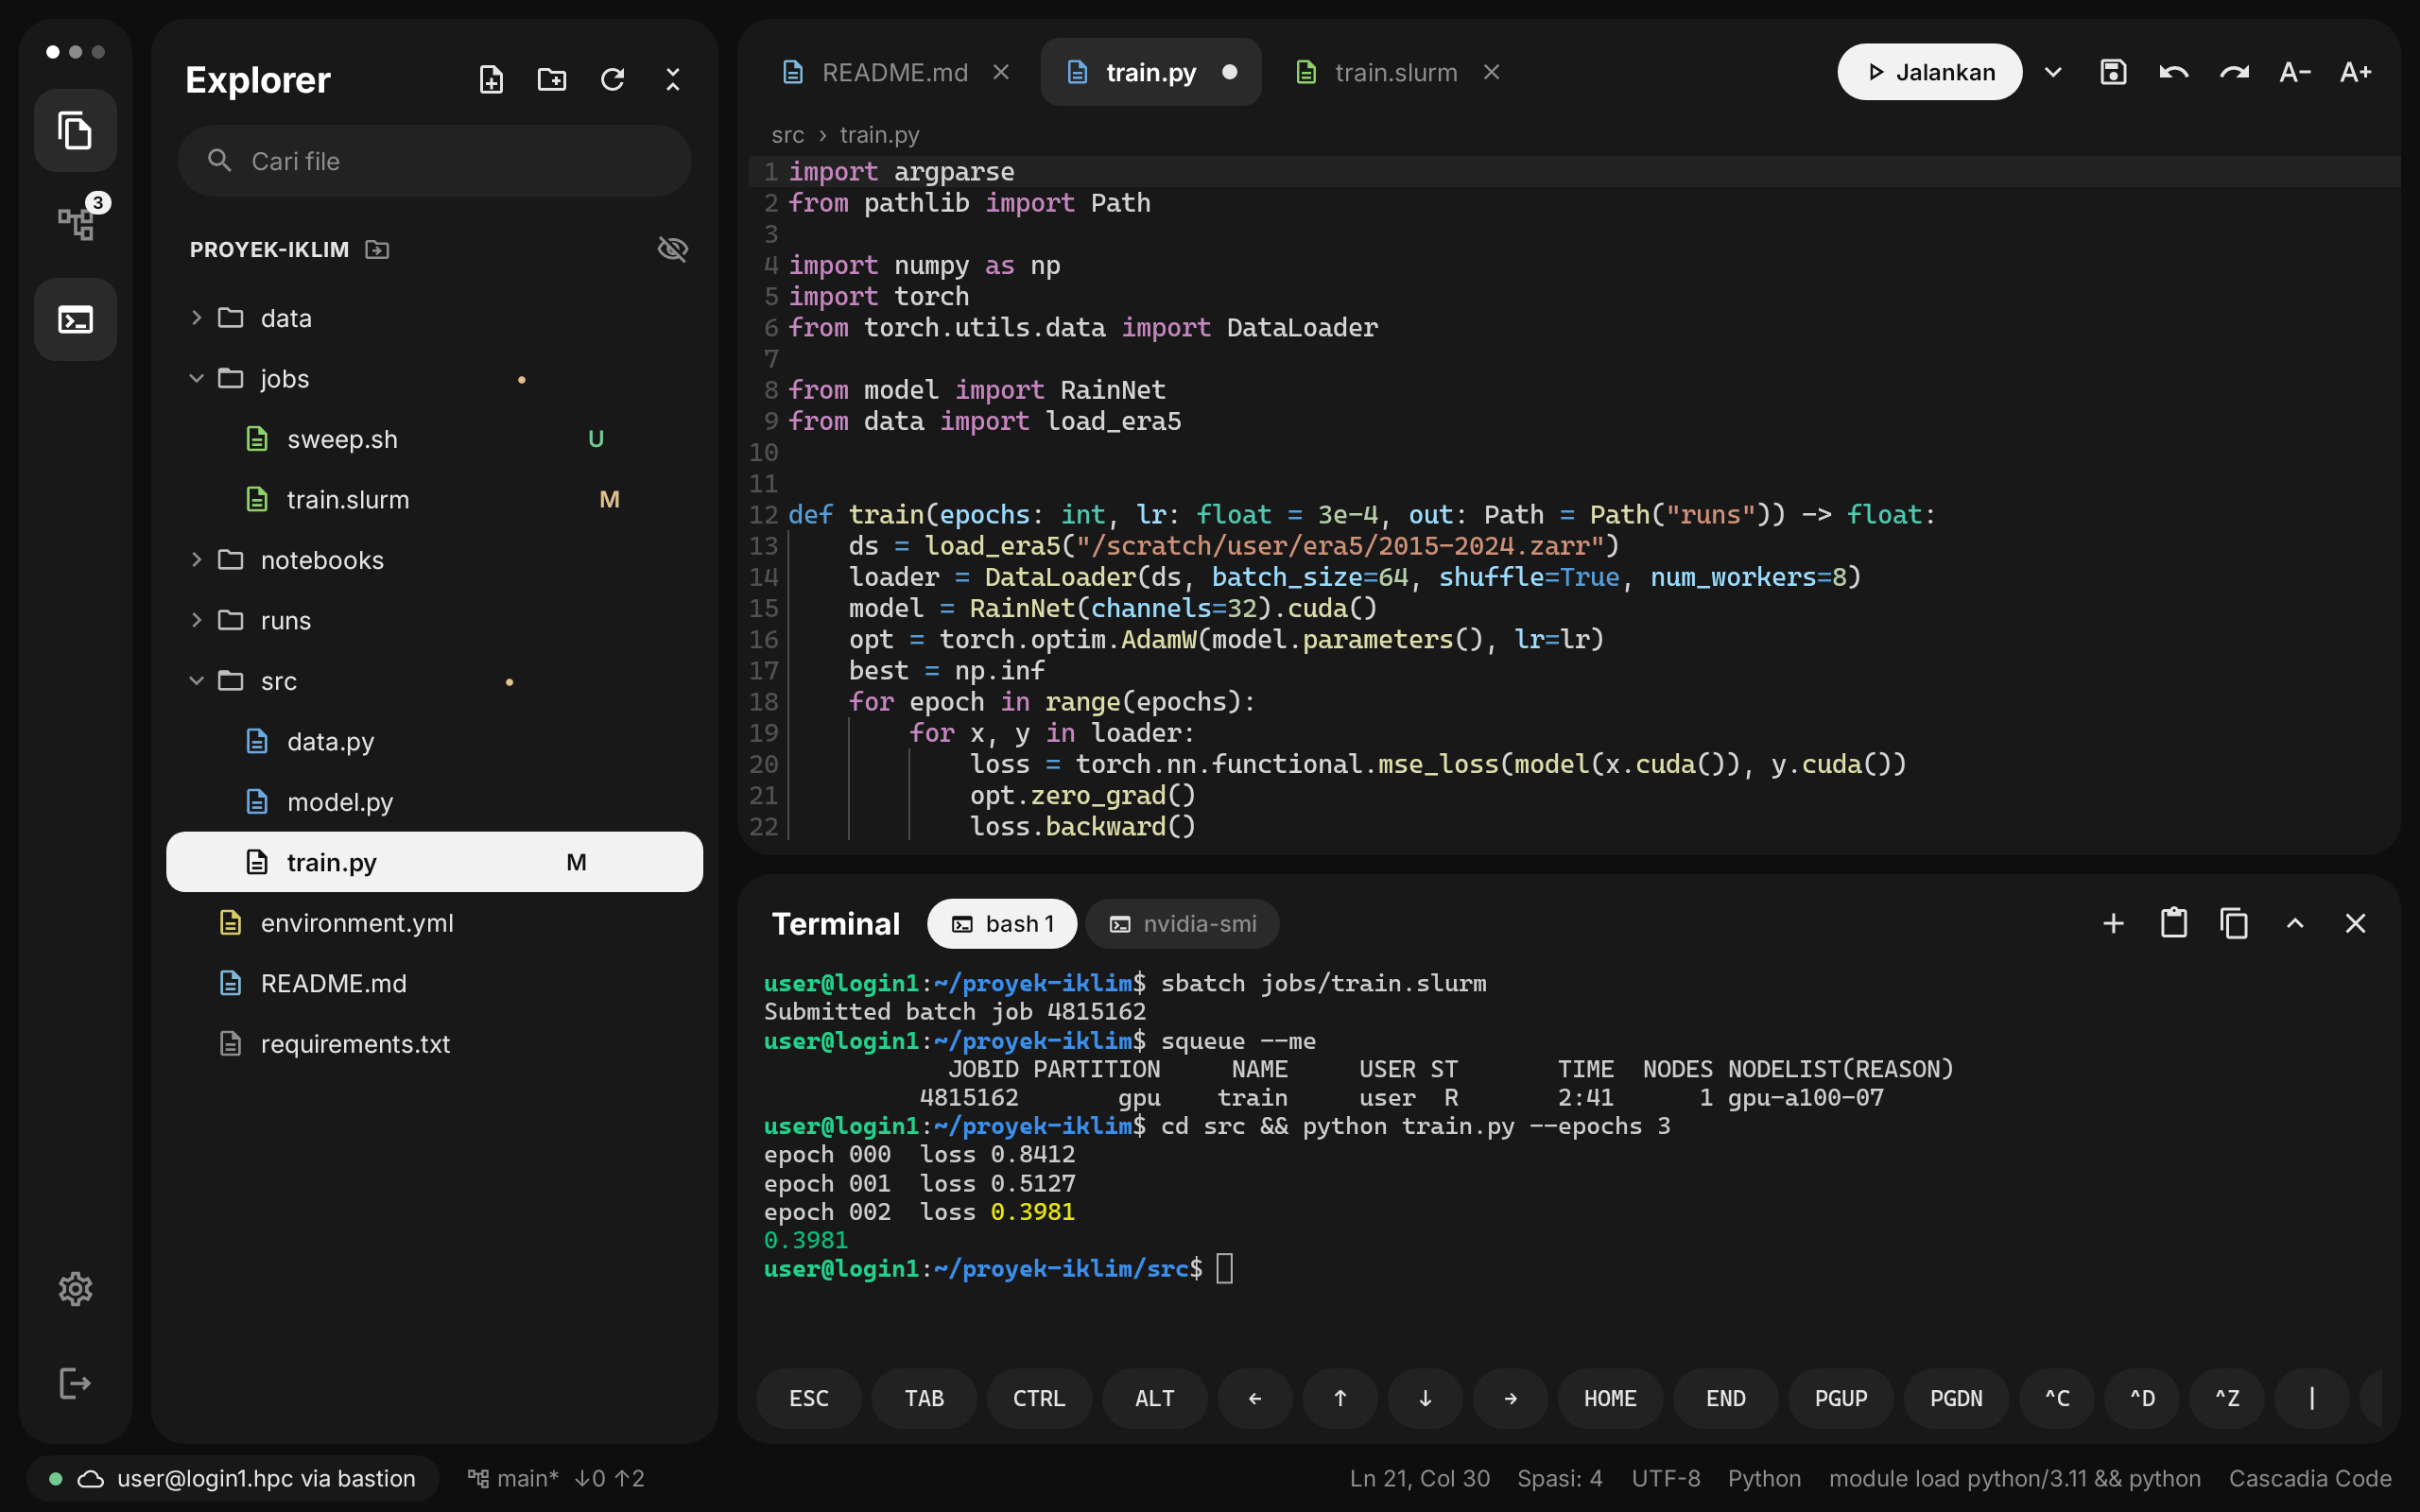 Explorer
Cari file
3
PROYEK-IKLIM
data
jobs
sweep.sh U
train.slurm M
notebooks
runs
src
data.py
model.py
train.py M
environment.yml
README.md
requirements.txt
README.md train.py train.slurm Jalankan A- A+
src › train.py
1 import argparse
2 from pathlib import Path
3
4 import numpy as np
5 import torch
6 from torch.utils.data import DataLoader
7
8 from model import RainNet
9 from data import load_era5
10
11
12 def train(epochs: int, lr: float = 3e-4, out: Path = Path("runs")) -> float:
13     ds = load_era5("/scratch/user/era5/2015-2024.zarr")
14     loader = DataLoader(ds, batch_size=64, shuffle=True, num_workers=8)
15     model = RainNet(channels=32).cuda()
16     opt = torch.optim.AdamW(model.parameters(), lr=lr)
17     best = np.inf
18     for epoch in range(epochs):
19         for x, y in loader:
20             loss = torch.nn.functional.mse_loss(model(x.cuda()), y.cuda())
21             opt.zero_grad()
22             loss.backward()
Terminal bash 1 nvidia-smi
user@login1:~/proyek-iklim$ sbatch jobs/train.slurm
Submitted batch job 4815162
user@login1:~/proyek-iklim$ squeue --me
             JOBID PARTITION     NAME     USER ST       TIME  NODES NODELIST(REASON)
           4815162       gpu    train     user  R       2:41      1 gpu-a100-07
user@login1:~/proyek-iklim$ cd src && python train.py --epochs 3
epoch 000  loss 0.8412
epoch 001  loss 0.5127
epoch 002  loss 0.3981
0.3981
user@login1:~/proyek-iklim/src$
ESC TAB CTRL ALT ← ↑ ↓ → HOME END PGUP PGDN ^C ^D ^Z |
user@login1.hpc via bastion main* ↓0 ↑2 Ln 21, Col 30 Spasi: 4 UTF-8 Python module load python/3.11 && python Cascadia Code